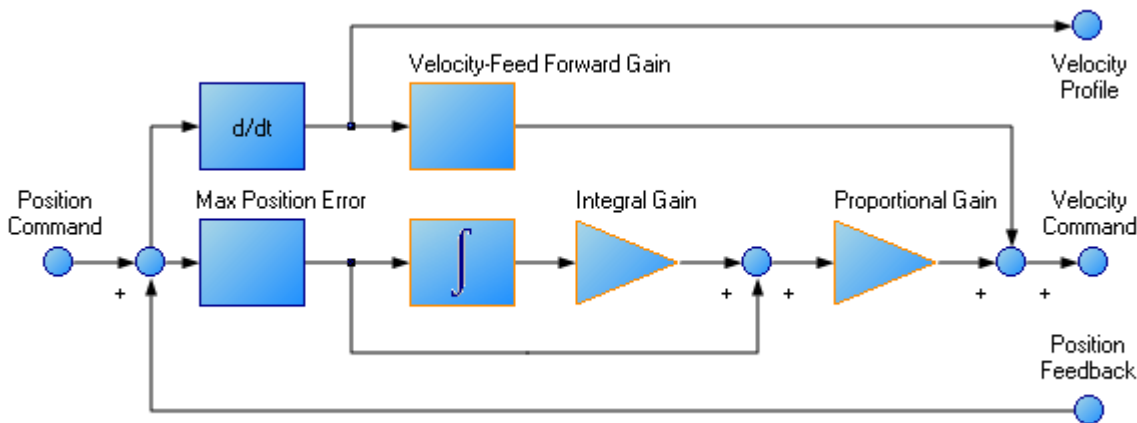 Velocity-Feed Forward Gain
Velocity
Profile
d/dt
Position
Command
Max Position Error
Integral Gain
Proportional Gain
Velocity
Command
∫
+
+
+
+
+
Position
Feedback